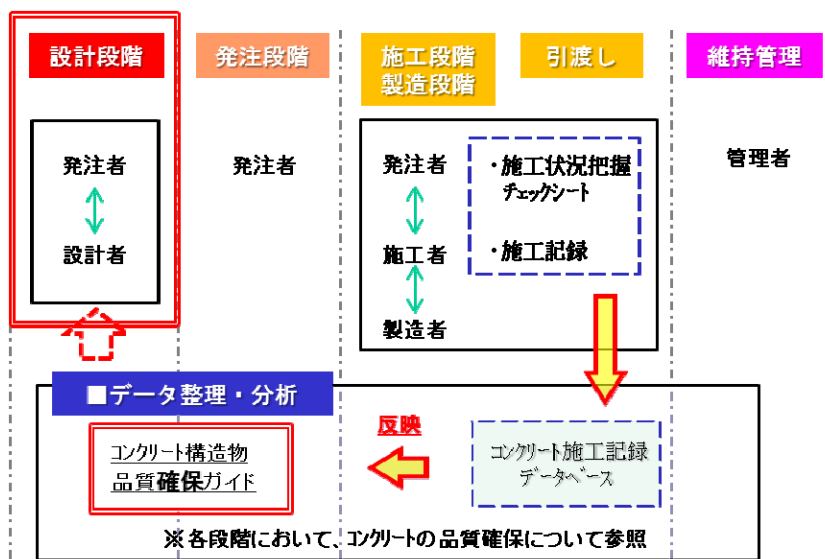 設計段階
発注段階
施工段階
製造段階
引渡し
維持管理
発注者
設計者
発注者
発注者
施工者
製造者
・施工状況把握
チェックシート
・施工記録
管理者
■データ整理・分析
コンクリート構造物
品質確保ガイド
反映
コンクリート施工記録
データベース
※各段階において、コンクリートの品質確保について参照